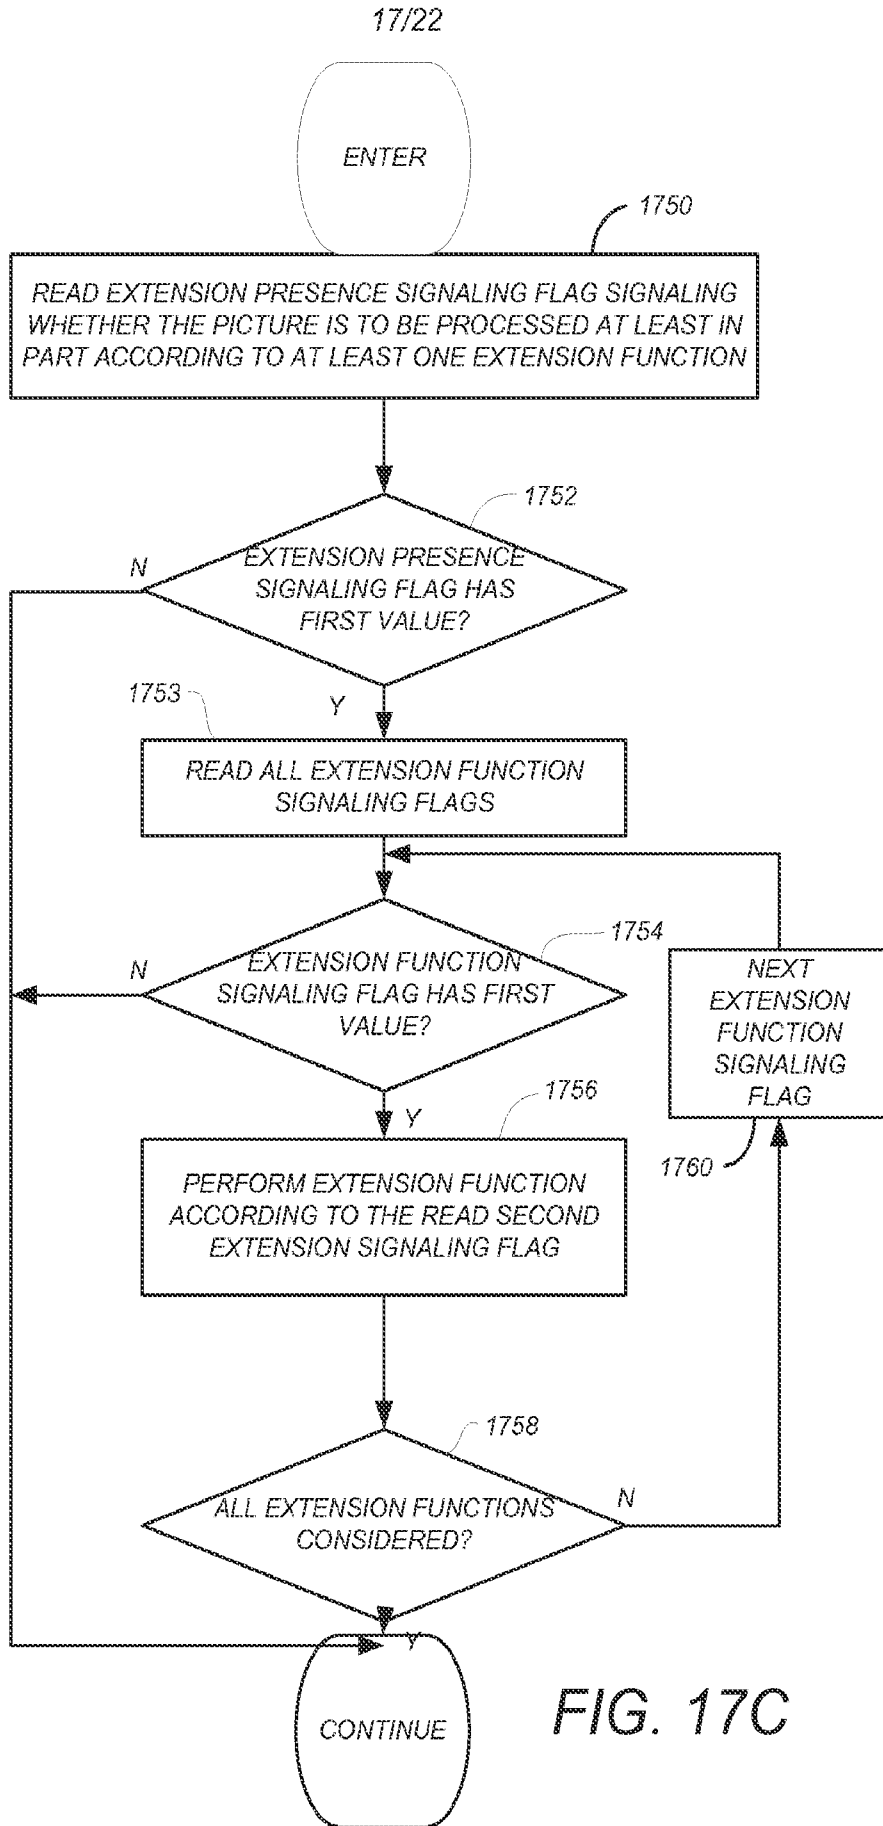 17/22
ENTER
1750
READ EXTENSION PRESENCE SIGNALING FLAG SIGNALING
WHETHER THE PICTURE IS TO BE PROCESSED AT LEAST IN
PART ACCORDING TO AT LEAST ONE EXTENSION FUNCTION
1752
N
EXTENSION PRESENCE
SIGNALING FLAG HAS
FIRST VALUE?
1753
Y
READ ALL EXTENSION FUNCTION
SIGNALING FLAGS
1754
N
EXTENSION FUNCTION
SIGNALING FLAG HAS FIRST
VALUE?
NEXT
EXTENSION
FUNCTION
SIGNALING
FLAG
1756
Y
1760
PERFORM EXTENSION FUNCTION
ACCORDING TO THE READ SECOND
EXTENSION SIGNALING FLAG
1758
N
ALL EXTENSION FUNCTIONS
CONSIDERED?
Y
CONTINUE
FIG. 17C